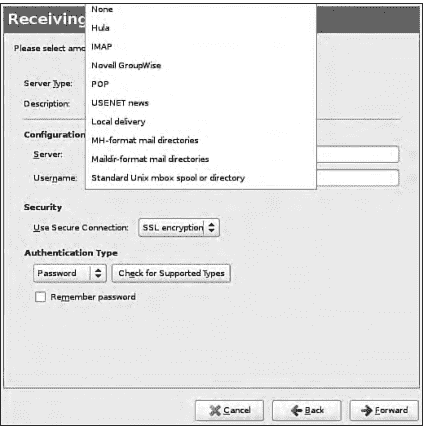 Receiving
None
Hula
Please select amo
IMAP
Novell GroupWise
Server Type:
POP
Description:
USENET news
Local delivery
Configuration
MH-format mail directories
Server:
Maildir-format mail directories
Username:
Standard Unix mbox spool or directory
Security
Use Secure Connection: SSL encryption
Authentication Type
Password Check for Supported Types
Remember password
Cancel Back Forward